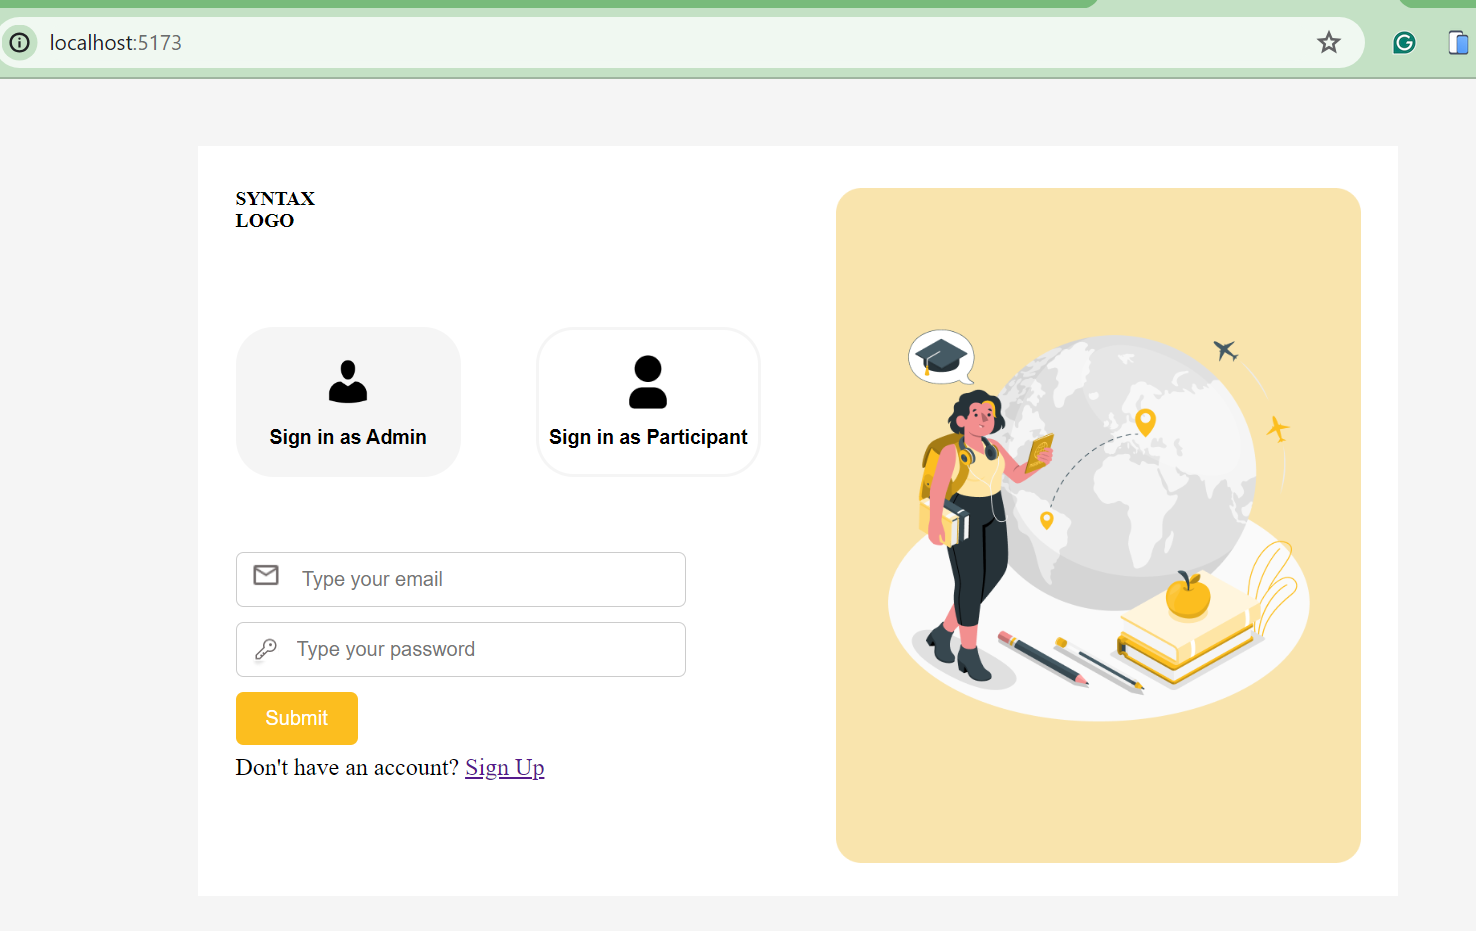 localhost:5173
SYNTAX
LOGO
Sign in as Admin
Sign in as Participant
Type your email
Type your password
Submit
Don't have an account? Sign Up